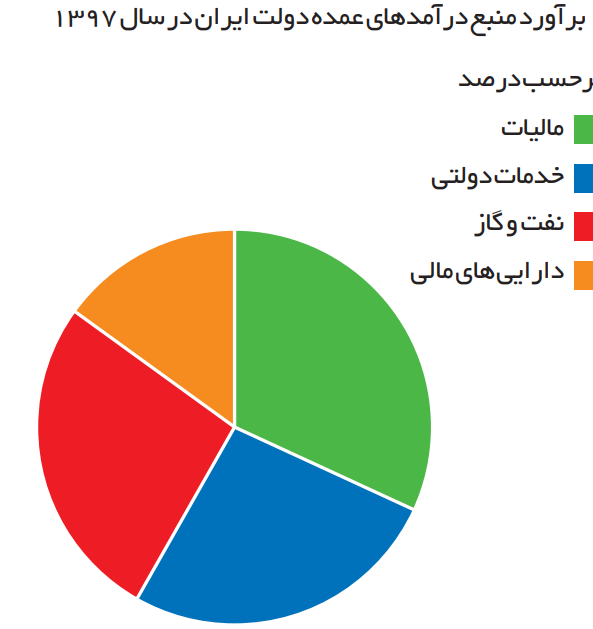 برآورد منبع درآمدهای عمده دولت ایران در سال ۱۳۹۷
برحسب درصد
مالیات
خدمات دولتی
نفت و گاز
دارایی‌های مالی